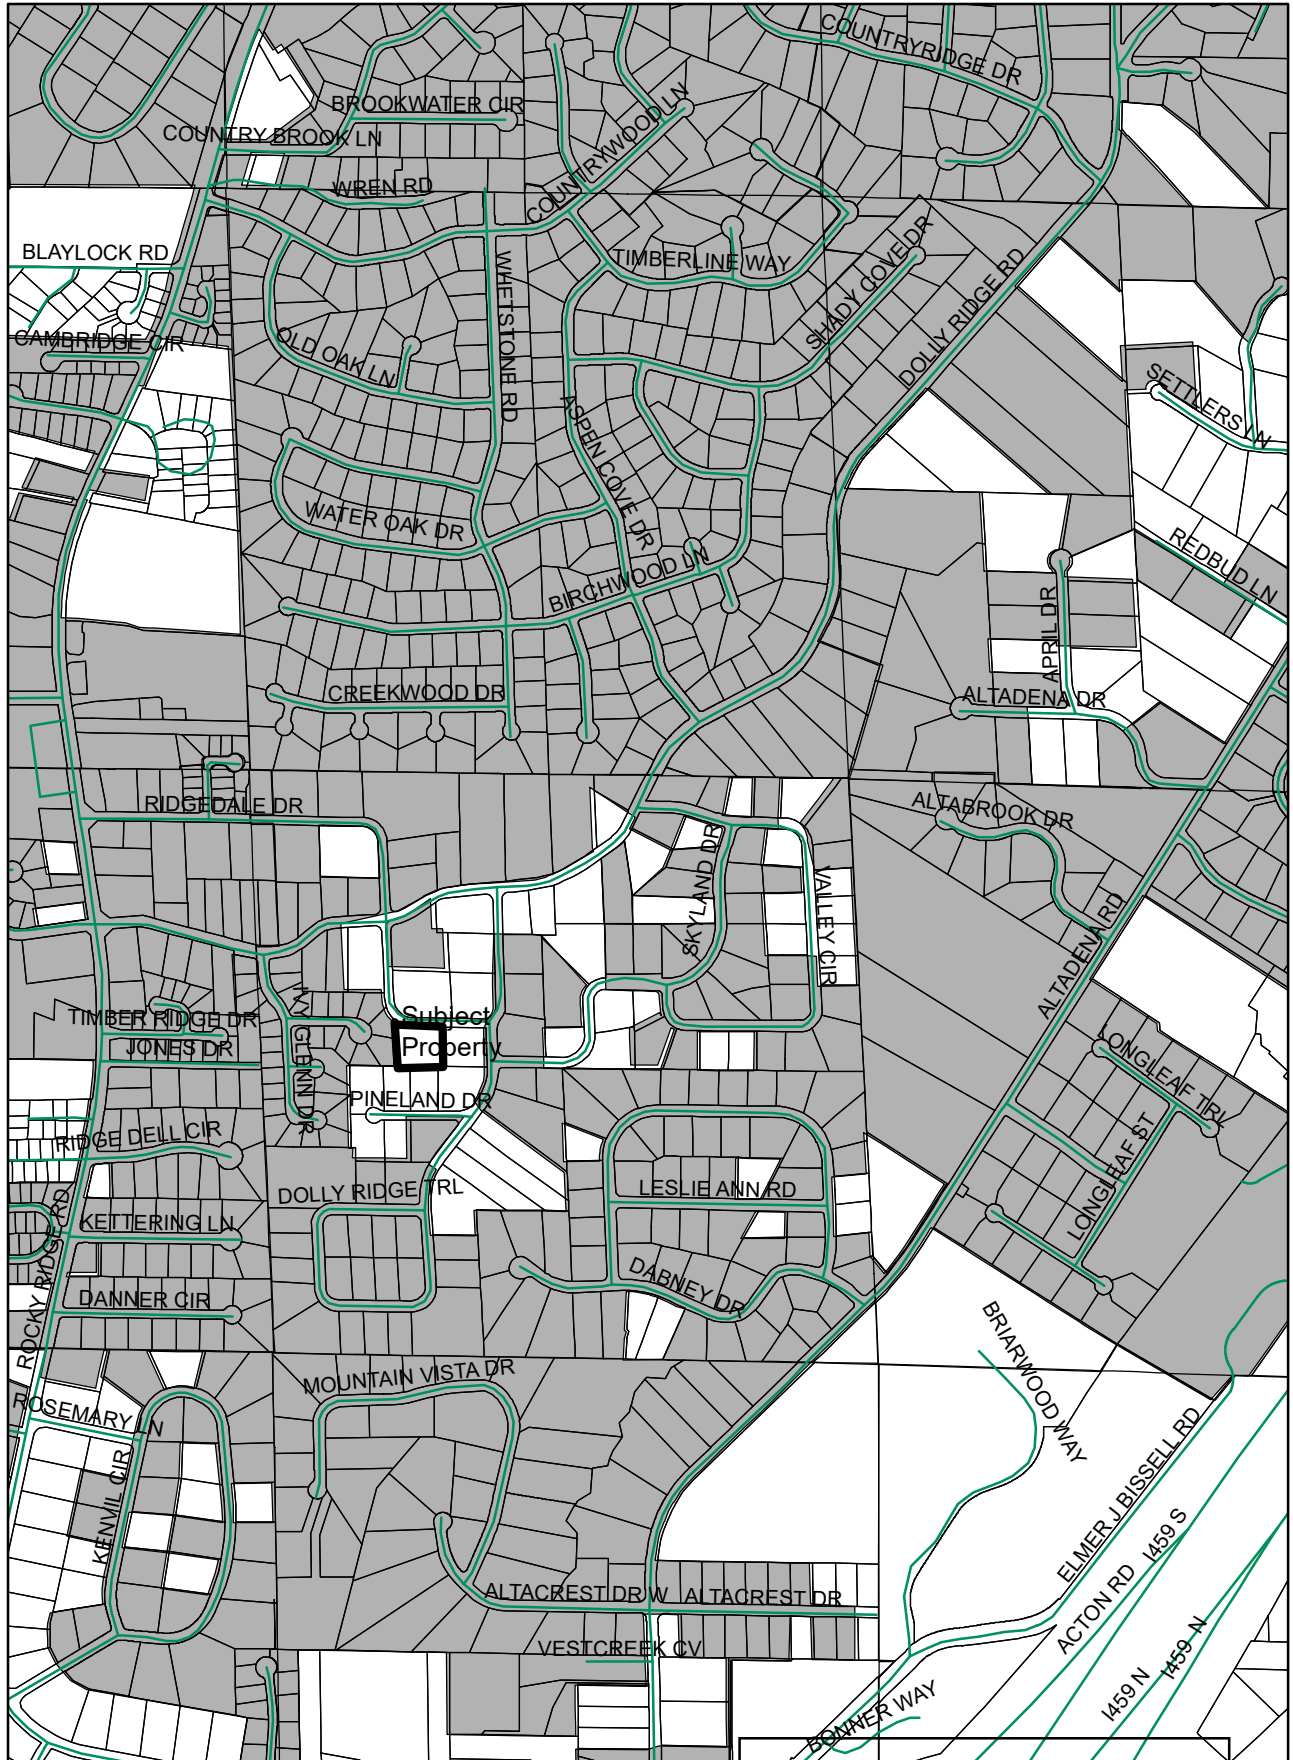 COUNTRYRIDGE DR
BROOKWATER CIR
COUNTRY BROOK LN
COUNTRYWOOD LN
WREN RD
BLAYLOCK RD
WHETSTONE RD
TIMBERLINE WAY
SHADY COVE DR
DOLLY RIDGE RD
CAMBRIDGE CIR
OLD OAK LN
ASPEN COVE DR
SETTLERS LN
WATER OAK DR
BIRCHWOOD LN
REDBUD LN
APRIL DR
CREEKWOOD DR
ALTADENA DR
RIDGEDALE DR
ALTABROOK DR
SKYLAND DR
VALLEY CIR
ALTADENA RD
IVY GLENN DR
Subject
Property
TIMBER RIDGE DR
JONES DR
LONGLEAF TRL
PINELAND DR
RIDGE DELL CIR
LONGLEAF ST
DOLLY RIDGE TRL
LESLIE ANN RD
KETTERING LN
ROCKY RIDGE RD
DABNEY DR
DANNER CIR
BRIARWOOD WAY
MOUNTAIN VISTA DR
ROSEMARY LN
KENVIL CIR
ELMER J BISSELL RD
I459 S
ACTON RD
ALTACREST DR W
ALTACREST DR
VESTCREEK CV
I459 N
I459 N
BONNER WAY